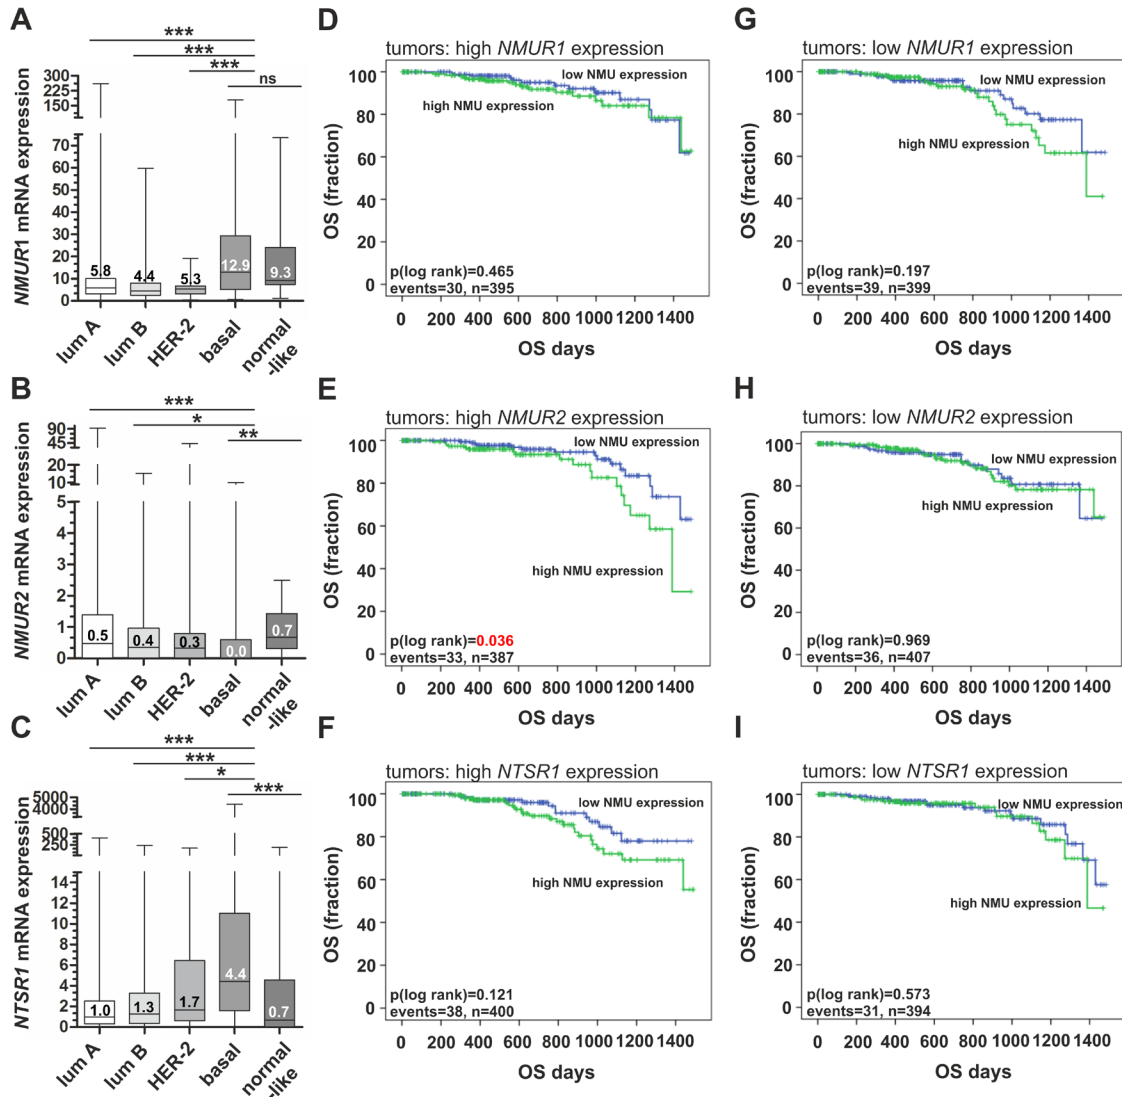 A
***
***
***
ns
NMUR1 mRNA expression
300
225
150
70
60
50
40
30
20
10
0
5.8
4.4
5.3
12.9
9.3
lum A
lum B
HER-2
basal
normal
-like
B
***
*
**
NMUR2 mRNA expression
90
45
20
10
5
4
3
2
1
0
0.5
0.4
0.3
0.0
0.7
lum A
lum B
HER-2
basal
normal
-like
C
***
***
*
***
NTSR1 mRNA expression
5000
4000
500
250
14
12
10
8
6
4
2
0
1.0
1.3
1.7
4.4
0.7
lum A
lum B
HER-2
basal
normal
-like
D
tumors: high NMUR1 expression
OS (fraction)
100
80
60
40
20
0
low NMU expression
high NMU expression
p(log rank)=0.465
events=30, n=395
0 200 400 600 800 1000 1200 1400
OS days
E
tumors: high NMUR2 expression
OS (fraction)
100
80
60
40
20
0
low NMU expression
high NMU expression
p(log rank)=0.036
events=33, n=387
0 200 400 600 800 1000 1200 1400
OS days
F
tumors: high NTSR1 expression
OS (fraction)
100
80
60
40
20
0
low NMU expression
high NMU expression
p(log rank)=0.121
events=38, n=400
0 200 400 600 800 1000 1200 1400
OS days
G
tumors: low NMUR1 expression
OS (fraction)
100
80
60
40
20
0
low NMU expression
high NMU expression
p(log rank)=0.197
events=39, n=399
0 200 400 600 800 1000 1200 1400
OS days
H
tumors: low NMUR2 expression
OS (fraction)
100
80
60
40
20
0
low NMU expression
high NMU expression
p(log rank)=0.969
events=36, n=407
0 200 400 600 800 1000 1200 1400
OS days
I
tumors: low NTSR1 expression
OS (fraction)
100
80
60
40
20
0
low NMU expression
high NMU expression
p(log rank)=0.573
events=31, n=394
0 200 400 600 800 1000 1200 1400
OS days